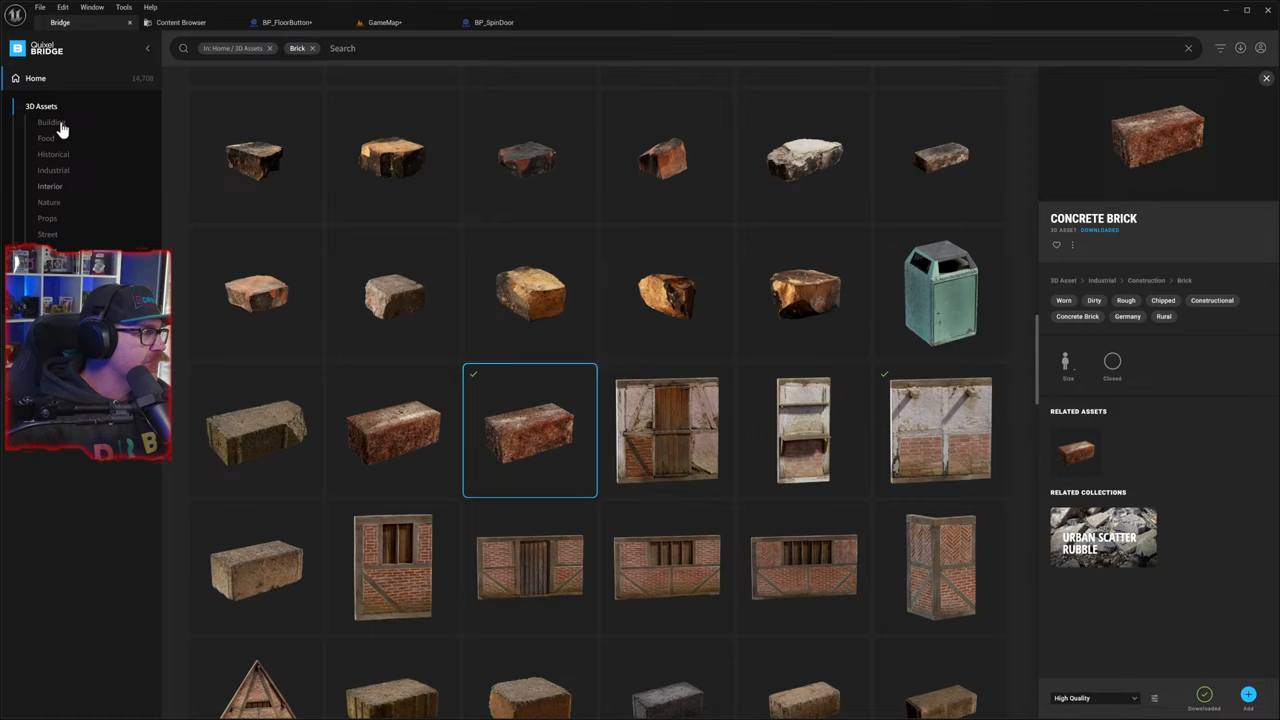 File Edit Window Tools Help
Bridge Content Browser BP_FloorButton• GameMap• BP_SpinDoor
Quixel
BRIDGE
In: Home / 3D Assets Brick Search
Home 14,708
3D Assets
Building
Food
Historical
Industrial
Interior
Nature
Props
Street
CONCRETE BRICK
3D ASSET DOWNLOADED
3D Asset > Industrial > Construction > Brick
Worn Dirty Rough Chipped Constructional
Concrete Brick Germany Rural
Size Closed
RELATED ASSETS
RELATED COLLECTIONS
URBAN SCATTER
RUBBLE
High Quality Downloaded Add